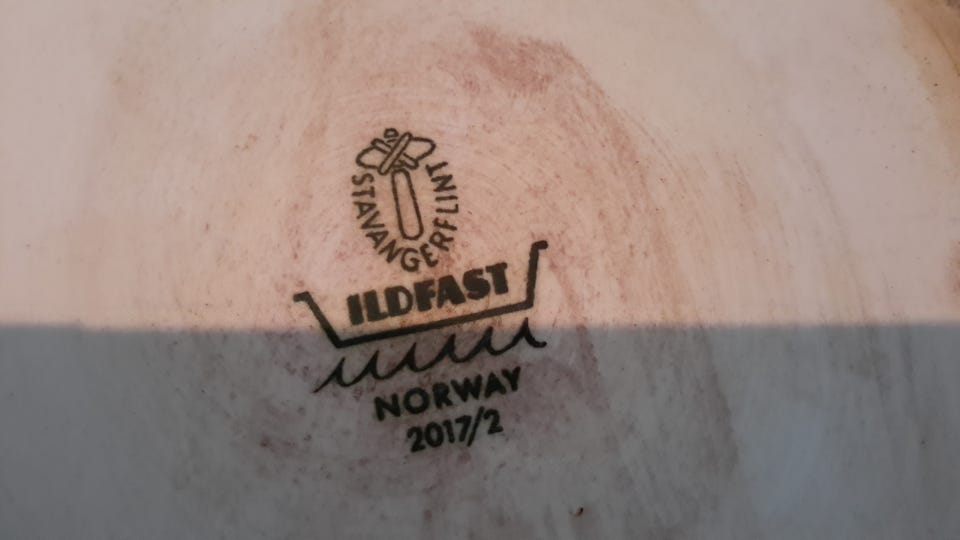 STAVANGERFLINT
ILDFAST
NORWAY
2017/2